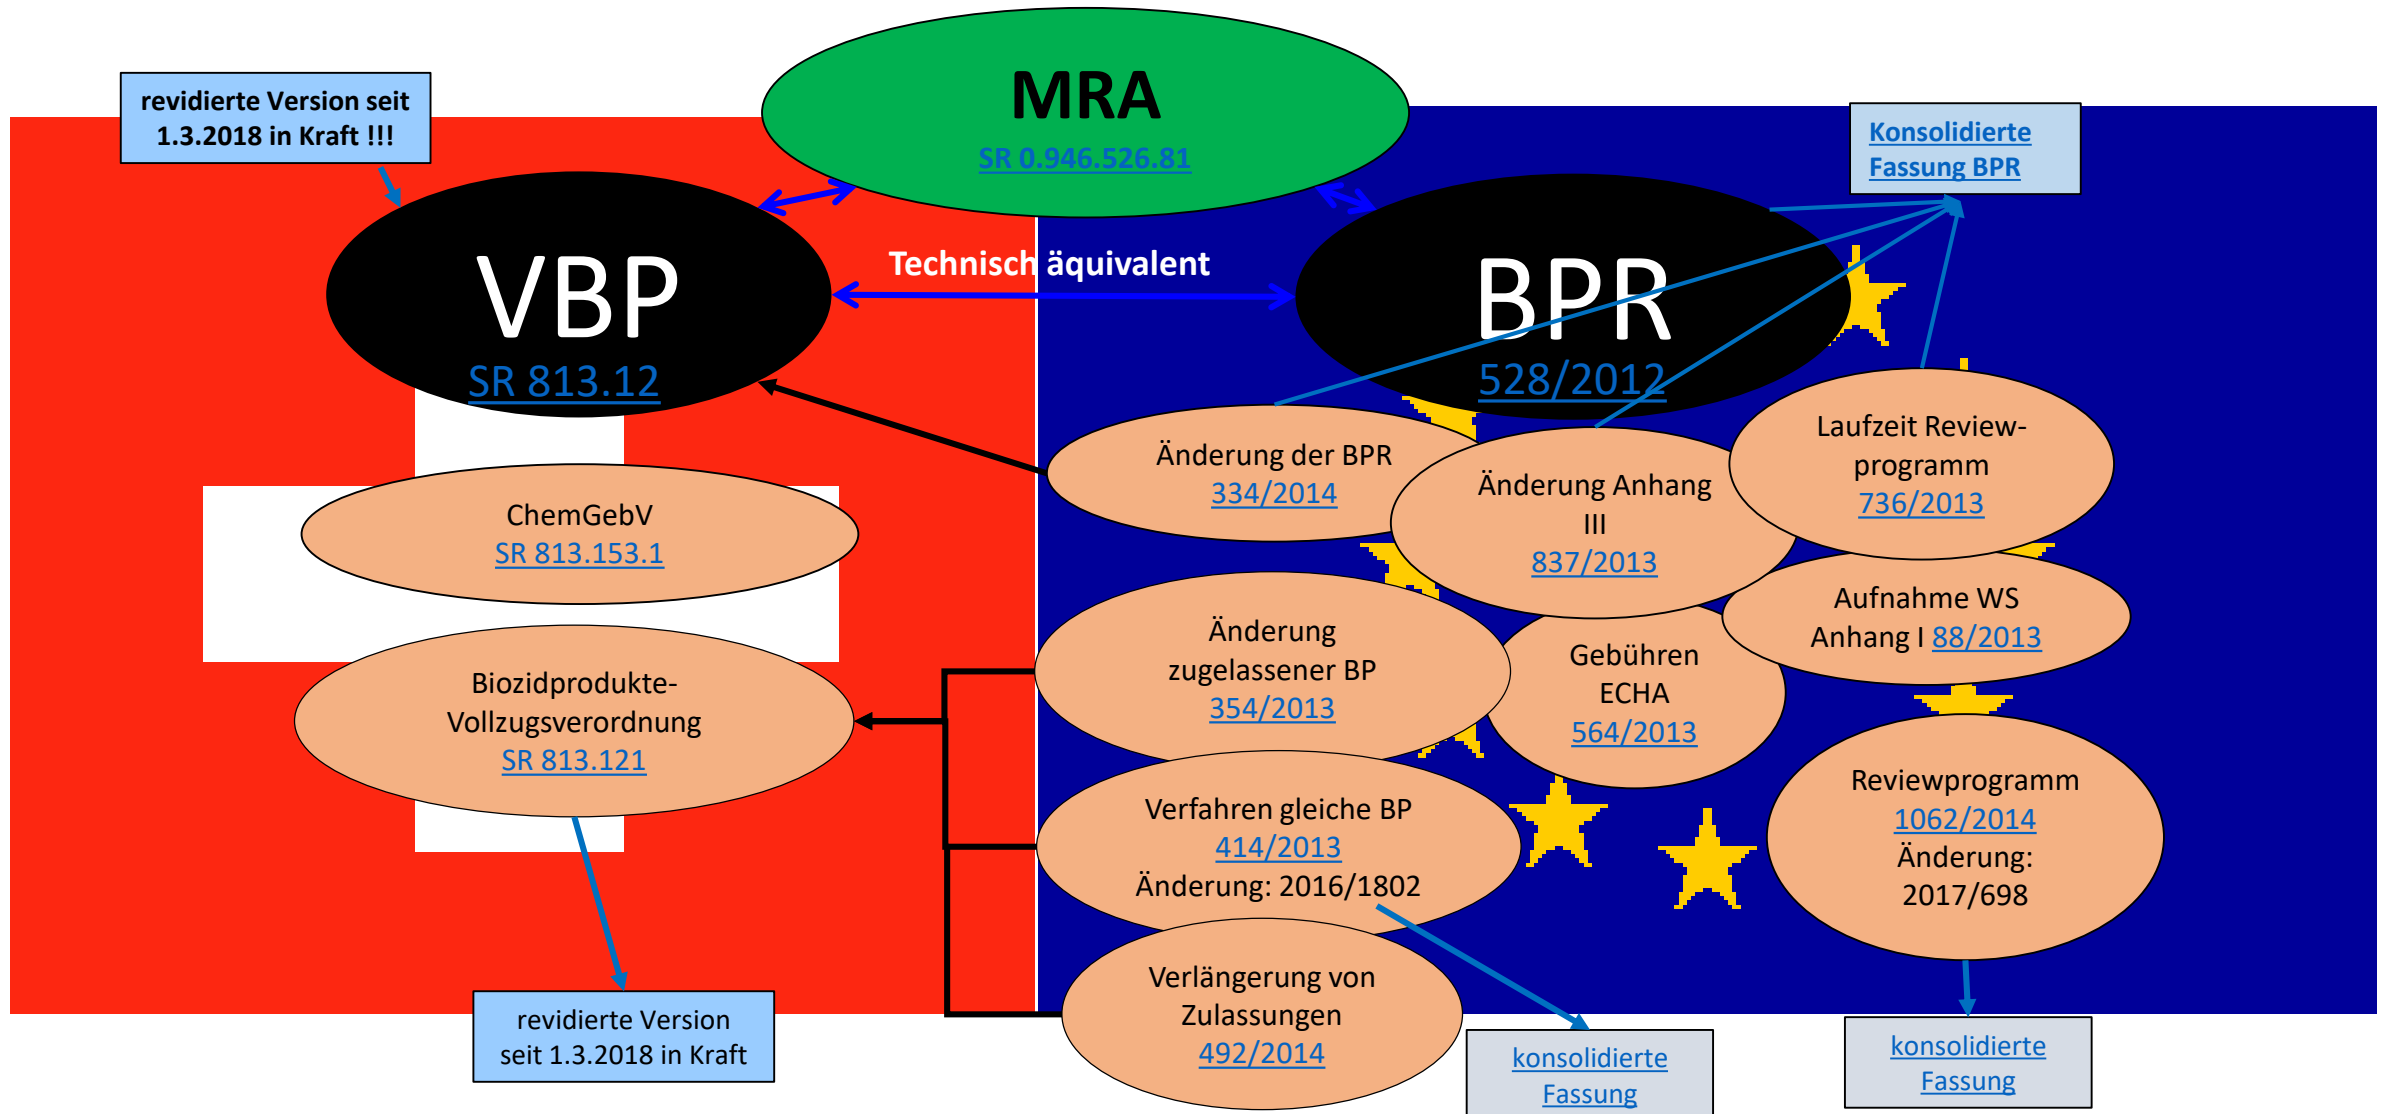 MRA
SR 0.946.526.81
revidierte Version seit
1.3.2018 in Kraft !!!
Konsolidierte
Fassung BPR
VBP
SR 813.12
Technisch äquivalent
BPR
528/2012
ChemGebV
SR 813.153.1
Biozidprodukte-
Vollzugsverordnung
SR 813.121
revidierte Version
seit 1.3.2018 in Kraft
Änderung der BPR
334/2014
Änderung Anhang
III
837/2013
Laufzeit Review-
programm
736/2013
Aufnahme WS
Anhang I 88/2013
Änderung
zugelassener BP
354/2013
Gebühren
ECHA
564/2013
Verfahren gleiche BP
414/2013
Änderung: 2016/1802
Reviewprogramm
1062/2014
Änderung:
2017/698
Verlängerung von
Zulassungen
492/2014
konsolidierte
Fassung
konsolidierte
Fassung